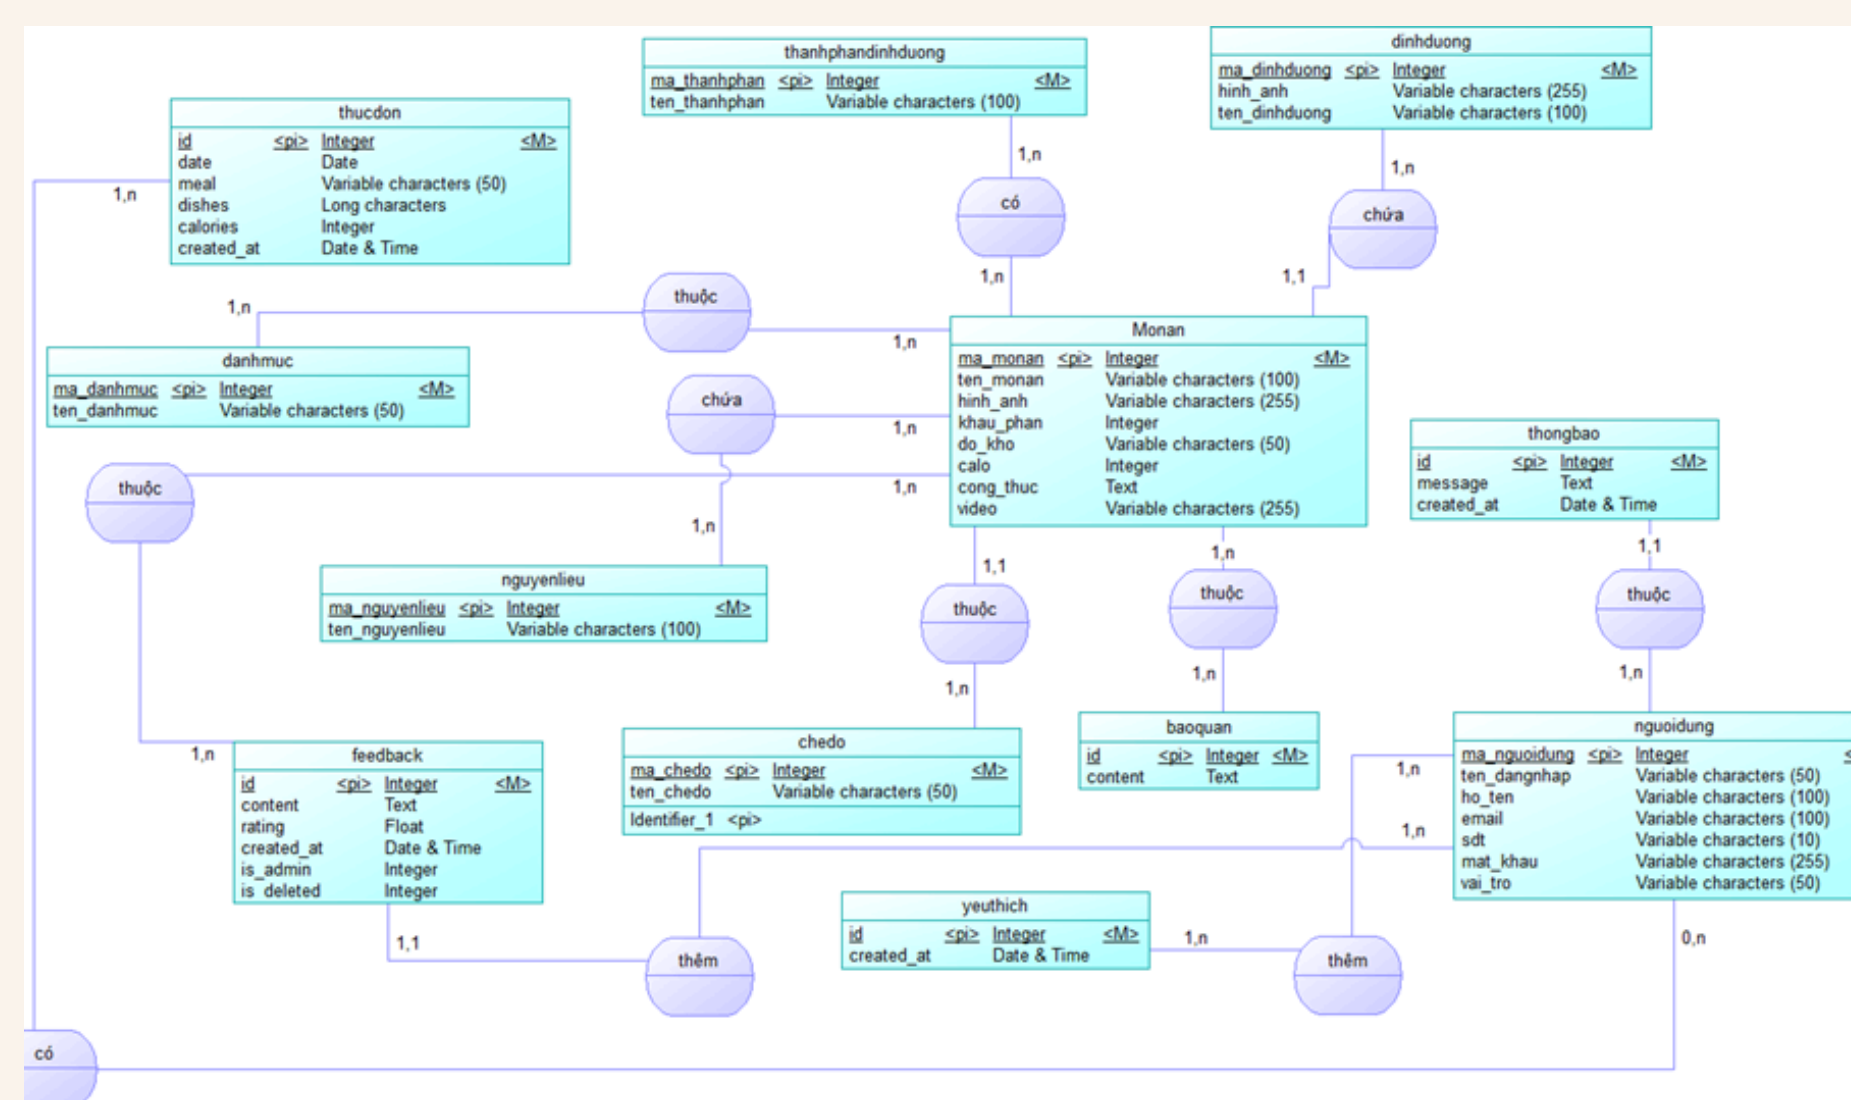 thanhphandinhduong
ma_thanhphan <pi> Integer <M>
ten_thanhphan Variable characters (100)
dinhduong
ma_dinhduong <pi> Integer <M>
hinh_anh Variable characters (255)
ten_dinhduong Variable characters (100)
thucdon
id <pi> Integer <M>
date Date
meal Variable characters (50)
dishes Long characters
calories Integer
created_at Date & Time
1,n
1,n
1,n
có
chứa
1,n
1,1
thuộc
1,n
1,n
danhmuc
ma_danhmuc <pi> Integer <M>
ten_danhmuc Variable characters (50)
Monan
ma_monan <pi> Integer <M>
ten_monan Variable characters (100)
hinh_anh Variable characters (255)
khau_phan Integer
do_kho Variable characters (50)
calo Integer
cong_thuc Text
video Variable characters (255)
chứa
1,n
thuộc
1,n
1,n
thongbao
id <pi> Integer <M>
message Text
created_at Date & Time
nguyenlieu
ma_nguyenlieu <pi> Integer <M>
ten_nguyenlieu Variable characters (100)
1,1
1,n
1,1
thuộc
thuộc
thuộc
1,n
1,n
1,n
feedback
id <pi> Integer <M>
content Text
rating Float
created_at Date & Time
is_admin Integer
is_deleted Integer
1,n
chedo
ma_chedo <pi> Integer <M>
ten_chedo Variable characters (50)
Identifier_1 <pi>
baoquan
id <pi> Integer <M>
content Text
nguoidung
ma_nguoidung <pi> Integer
ten_dangnhap Variable characters (50)
ho_ten Variable characters (100)
email Variable characters (100)
sdt Variable characters (10)
mat_khau Variable characters (255)
vai_tro Variable characters (50)
1,n
1,n
yeuthich
id <pi> Integer <M>
created_at Date & Time
1,1
thêm
1,n
thêm
0,n
có